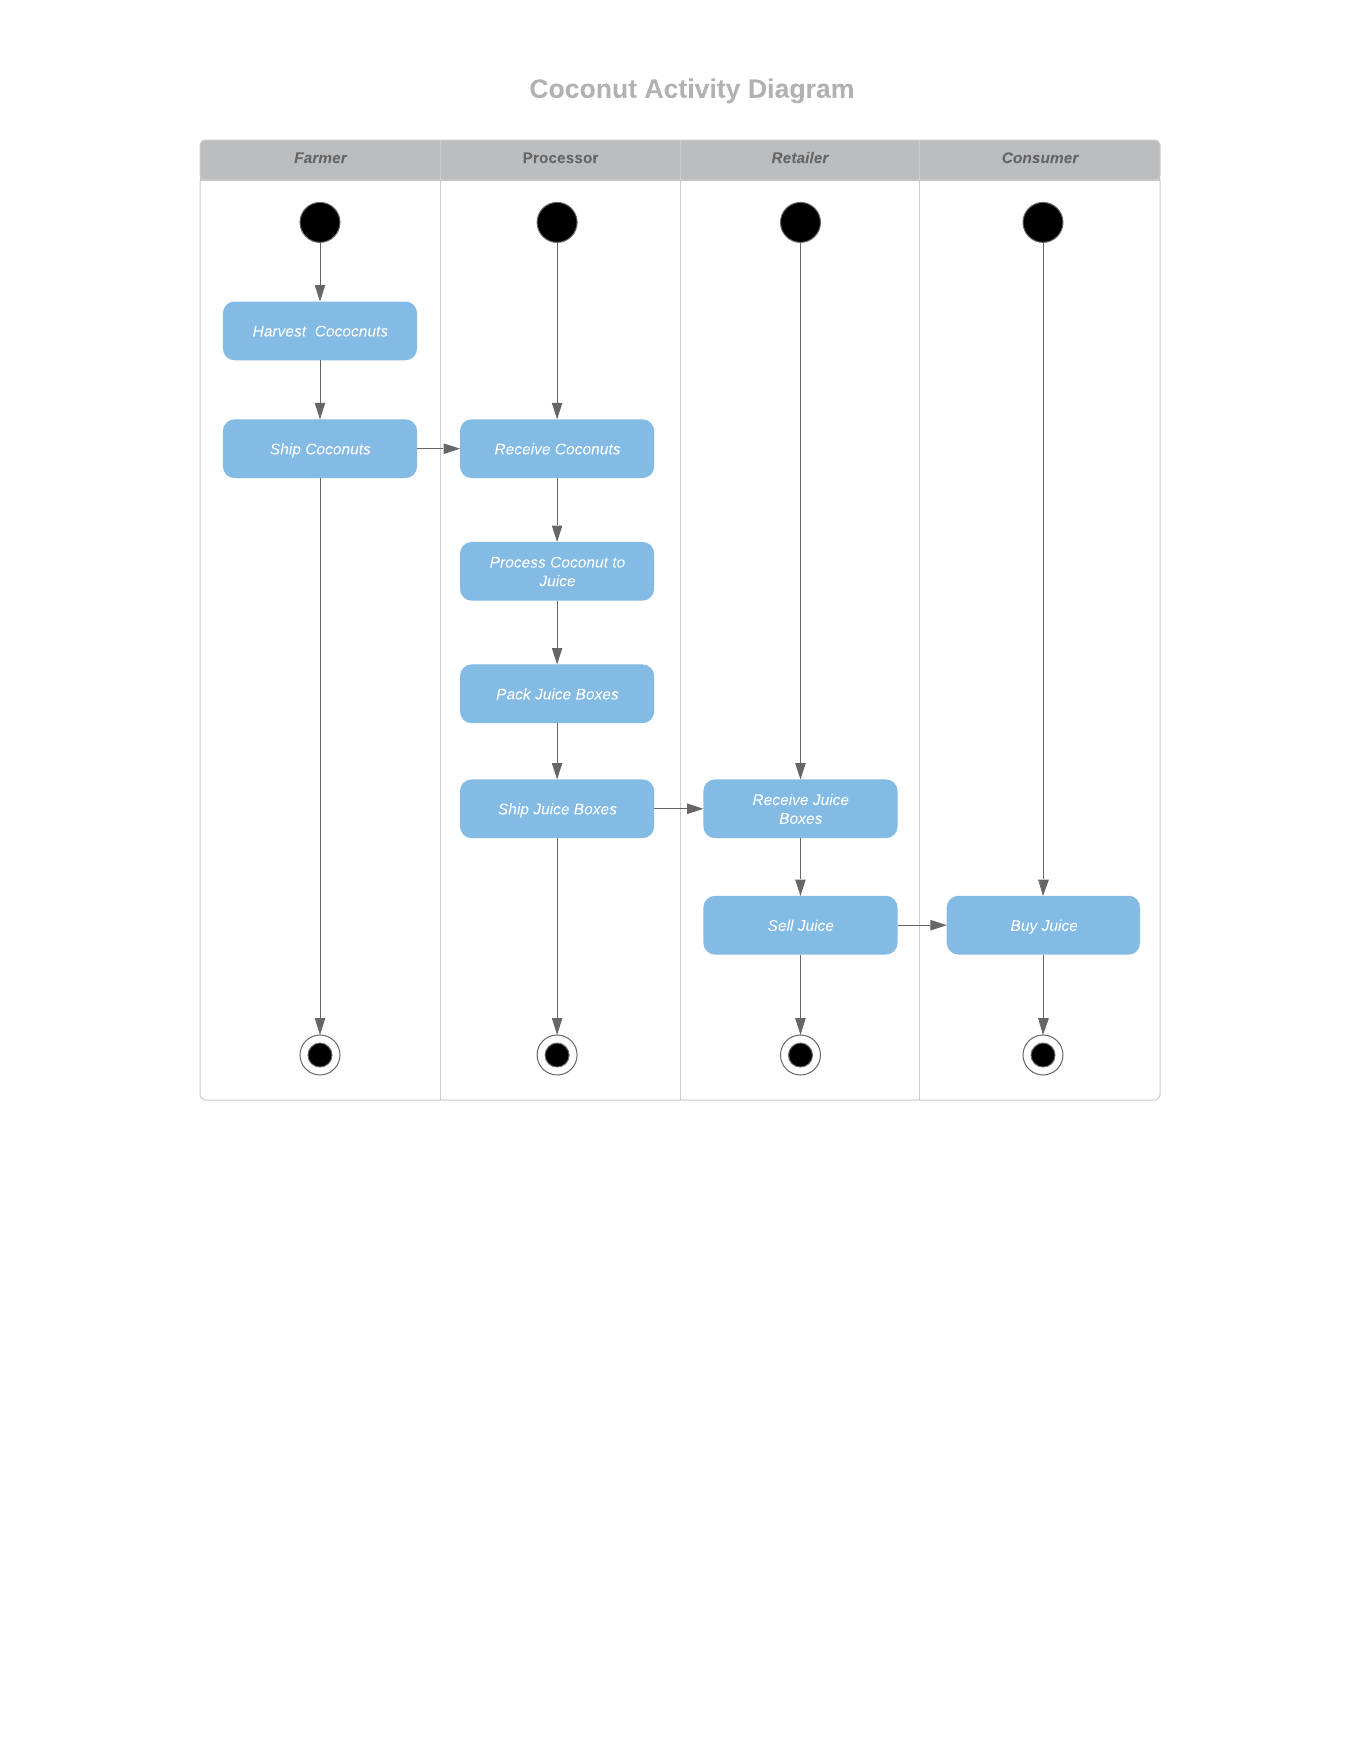 Coconut Activity Diagram
Farmer
Processor
Retailer
Consumer
Harvest  Cococnuts
Ship Coconuts
Receive Coconuts
Process Coconut to
Juice
Pack Juice Boxes
Ship Juice Boxes
Receive Juice
Boxes
Sell Juice
Buy Juice